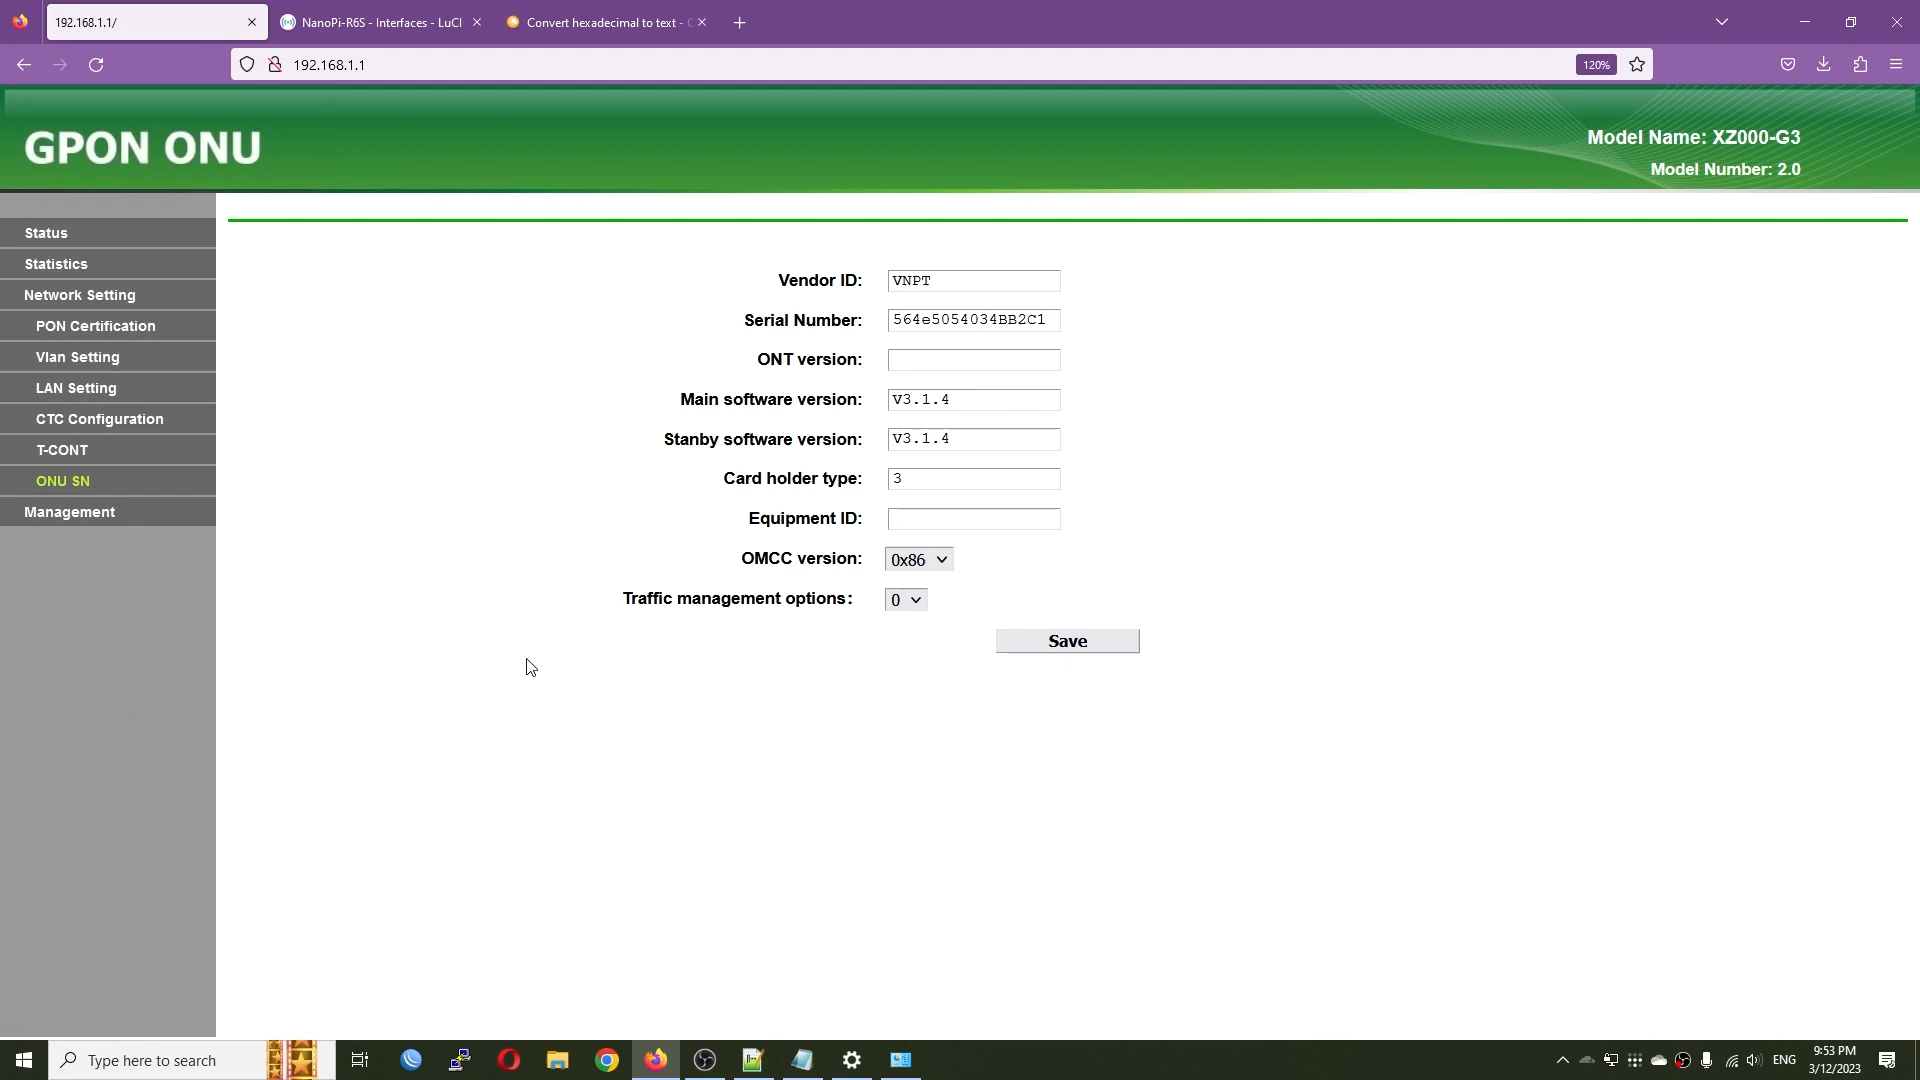 192.168.1.1/
NanoPi-R6S - Interfaces - LuCI
Convert hexadecimal to text -
192.168.1.1
120%
GPON ONU
Model Name: XZ000-G3
Model Number: 2.0
Status
Statistics
Network Setting
PON Certification
Vlan Setting
LAN Setting
CTC Configuration
T-CONT
ONU SN
Management
Vendor ID: VNPT
Serial Number: 564e5054034BB2C1
ONT version:
Main software version: V3.1.4
Stanby software version: V3.1.4
Card holder type: 3
Equipment ID:
OMCC version: 0x86
Traffic management options: 0
Save
Type here to search
ENG
9:53 PM
3/12/2023